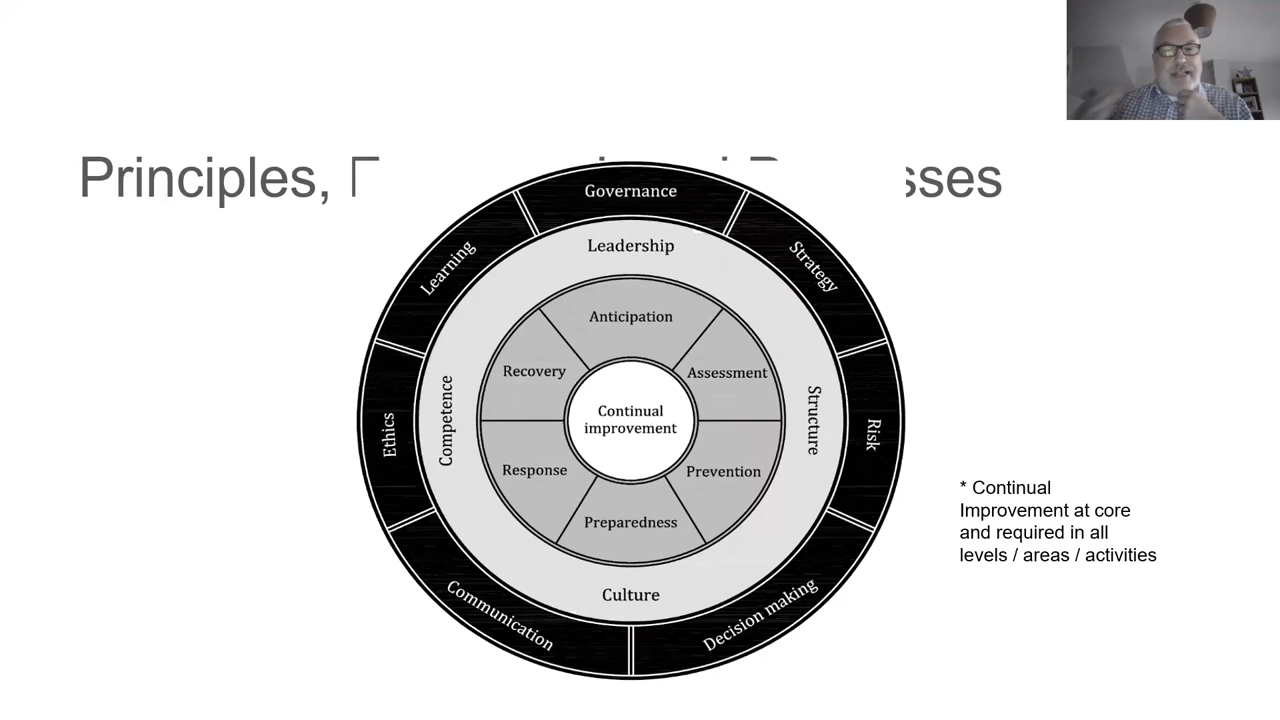 Principles,
Governance
Strategy
Risk
Decision making
Communication
Ethics
Learning
Leadership
Structure
Culture
Competence
Anticipation
Assessment
Prevention
Preparedness
Response
Recovery
Continual
improvement
* Continual
Improvement at core
and required in all
levels / areas / activities